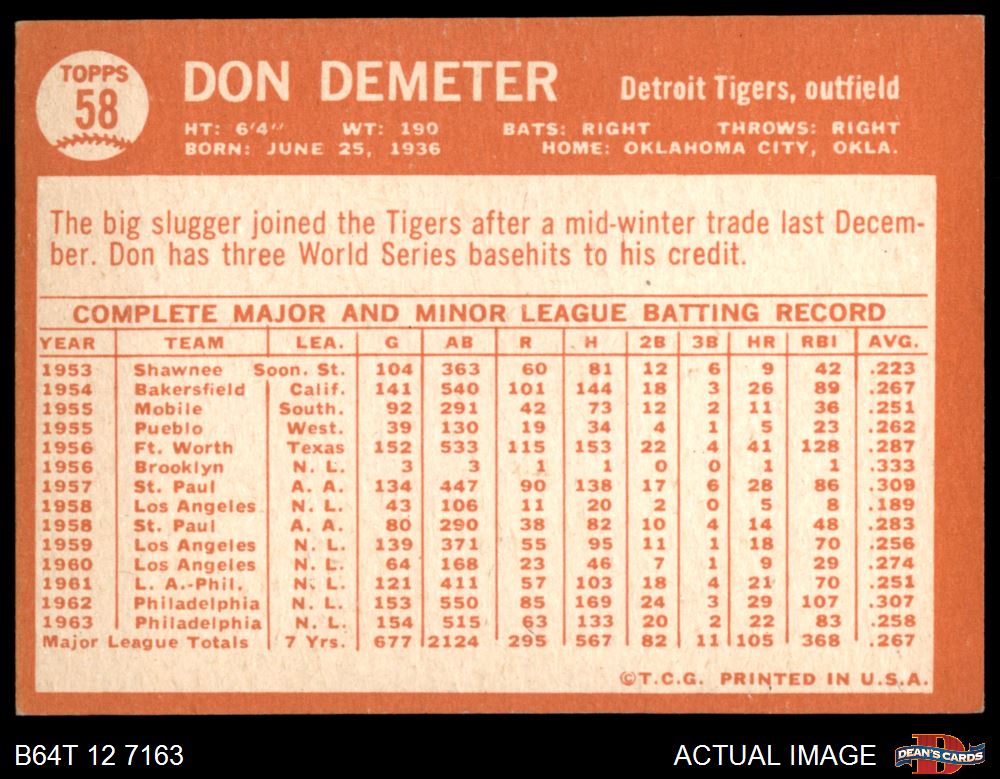 TOPPS
58
DON DEMETER
Detroit Tigers, outfield
HT: 6'4" WT: 190 BATS: RIGHT THROWS: RIGHT
BORN: JUNE 25, 1936 HOME: OKLAHOMA CITY, OKLA.
The big slugger joined the Tigers after a mid-winter trade last Decem-
ber. Don has three World Series basehits to his credit.
COMPLETE MAJOR AND MINOR LEAGUE BATTING RECORD
YEAR TEAM LEA. G AB R H 2B 3B HR RBI AVG.
1953 Shawnee Soon. St. 104 363 60 81 12 6 9 42 .223
1954 Bakersfield Calif. 141 540 101 144 18 3 26 89 .267
1955 Mobile South. 92 291 42 73 12 2 11 36 .251
1955 Pueblo West. 39 130 19 34 4 1 5 23 .262
1956 Ft. Worth Texas 152 533 115 153 22 4 41 128 .287
1956 Brooklyn N. L. 3 3 1 1 0 0 1 1 .333
1957 St. Paul A. A. 134 447 90 138 17 6 28 86 .309
1958 Los Angeles N. L. 43 106 11 20 2 0 5 8 .189
1958 St. Paul A. A. 80 290 38 82 10 4 14 48 .283
1959 Los Angeles N. L. 139 371 55 95 11 1 18 70 .256
1960 Los Angeles N. L. 64 168 23 46 7 1 9 29 .274
1961 L. A.-Phil. N. L. 121 411 57 103 18 4 21 70 .251
1962 Philadelphia N. L. 153 550 85 169 24 3 29 107 .307
1963 Philadelphia N. L. 154 515 63 133 20 2 22 83 .258
Major League Totals 7 Yrs. 677 2124 295 567 82 11 105 368 .267
©T.C.G. PRINTED IN U.S.A.
B64T 12 7163
ACTUAL IMAGE
DEAN'S CARDS